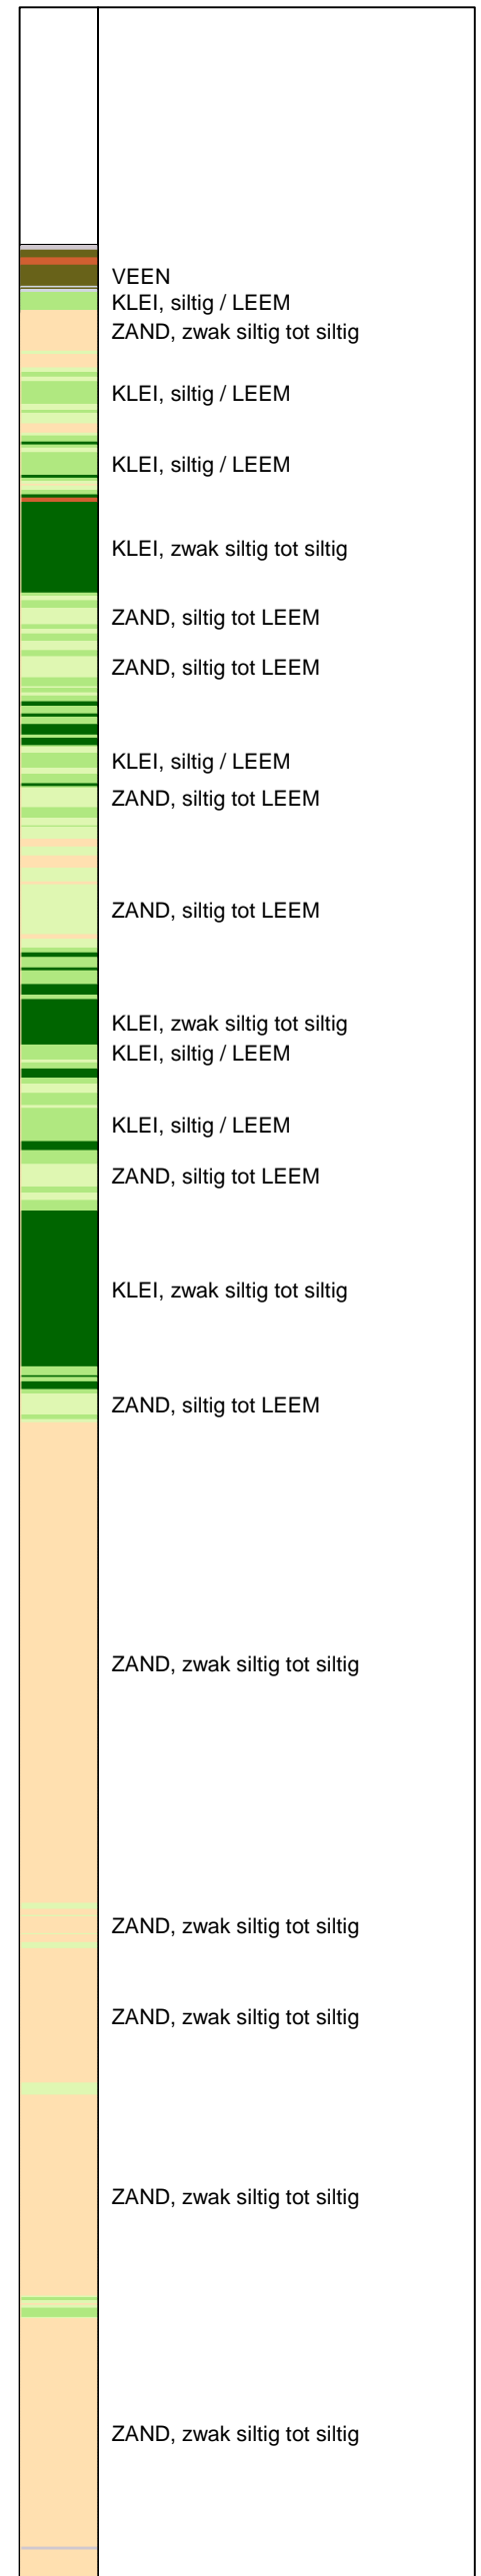 VEEN
KLEI, siltig / LEEM
ZAND, zwak siltig tot siltig
KLEI, siltig / LEEM
KLEI, siltig / LEEM
KLEI, zwak siltig tot siltig
ZAND, siltig tot LEEM
ZAND, siltig tot LEEM
KLEI, siltig / LEEM
ZAND, siltig tot LEEM
ZAND, siltig tot LEEM
KLEI, zwak siltig tot siltig
KLEI, siltig / LEEM
KLEI, siltig / LEEM
ZAND, siltig tot LEEM
KLEI, zwak siltig tot siltig
ZAND, siltig tot LEEM
ZAND, zwak siltig tot siltig
ZAND, zwak siltig tot siltig
ZAND, zwak siltig tot siltig
ZAND, zwak siltig tot siltig
ZAND, zwak siltig tot siltig